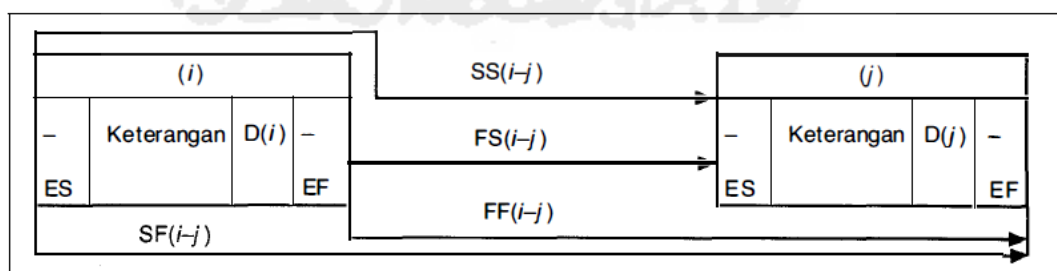 (i) SS(i–j) (j)
– Keterangan D(i) – FS(i–j) – Keterangan D(j) –
ES EF ES EF
SF(i–j) FF(i–j)